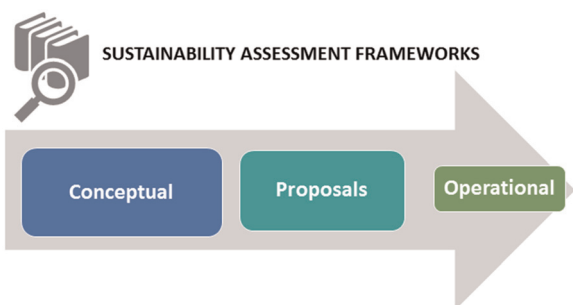 SUSTAINABILITY ASSESSMENT FRAMEWORKS
Conceptual
Proposals
Operational